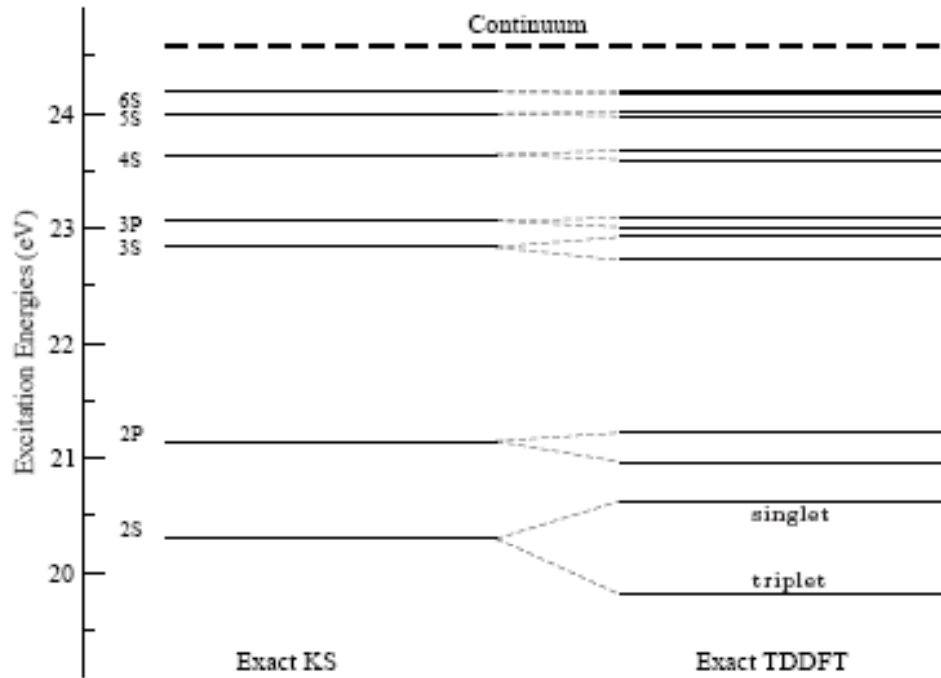 Continuum
6S
24
5S
4S
3P
23
3S
Excitation Energies (eV)
22
2P
21
singlet
2S
20
triplet
Exact KS
Exact TDDFT